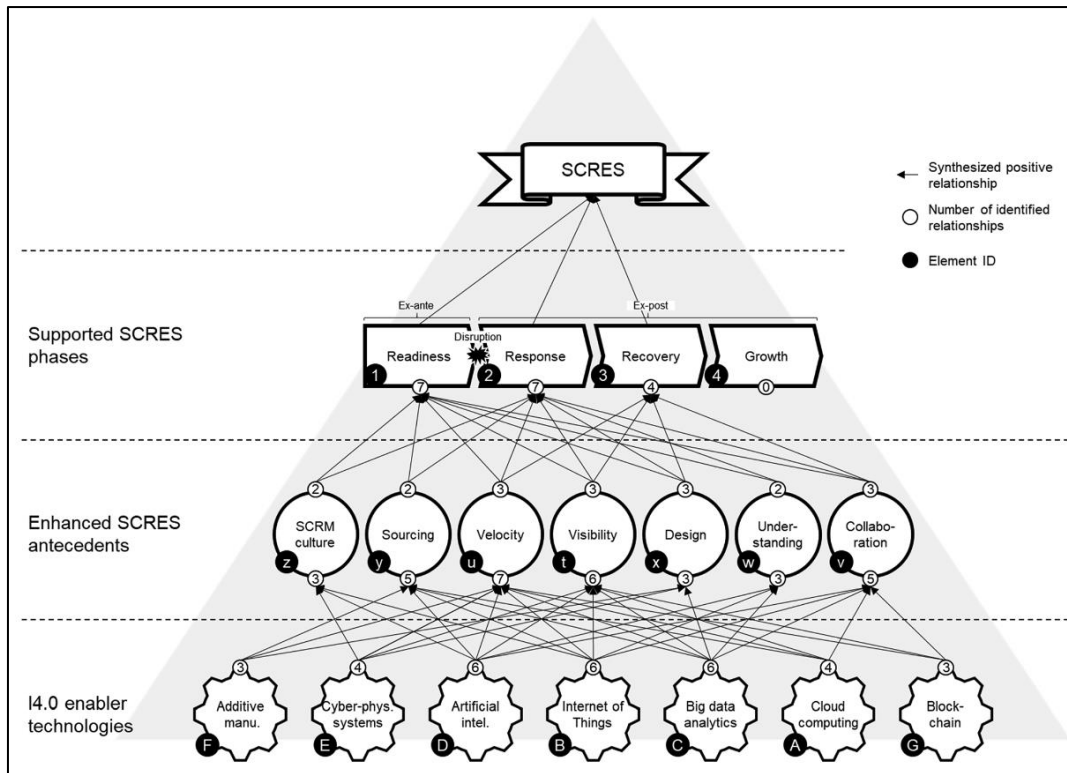 SCRES
Synthesized positive
relationship
Number of identified
relationships
Element ID
Supported SCRES
phases
Ex-ante
Ex-post
Disruption
Readiness
Response
Recovery
Growth
1
2
3
4
7
7
4
0
Enhanced SCRES
antecedents
2
2
3
3
3
2
3
SCRM
culture
Sourcing
Velocity
Visibility
Design
Under-
standing
Collabo-
ration
z
y
u
t
x
w
v
3
5
7
6
3
3
5
I4.0 enabler
technologies
3
4
6
6
6
4
3
Additive
manu.
Cyber-phys.
systems
Artificial
intel.
Internet of
Things
Big data
analytics
Cloud
computing
Block-
chain
F
E
D
B
C
A
G